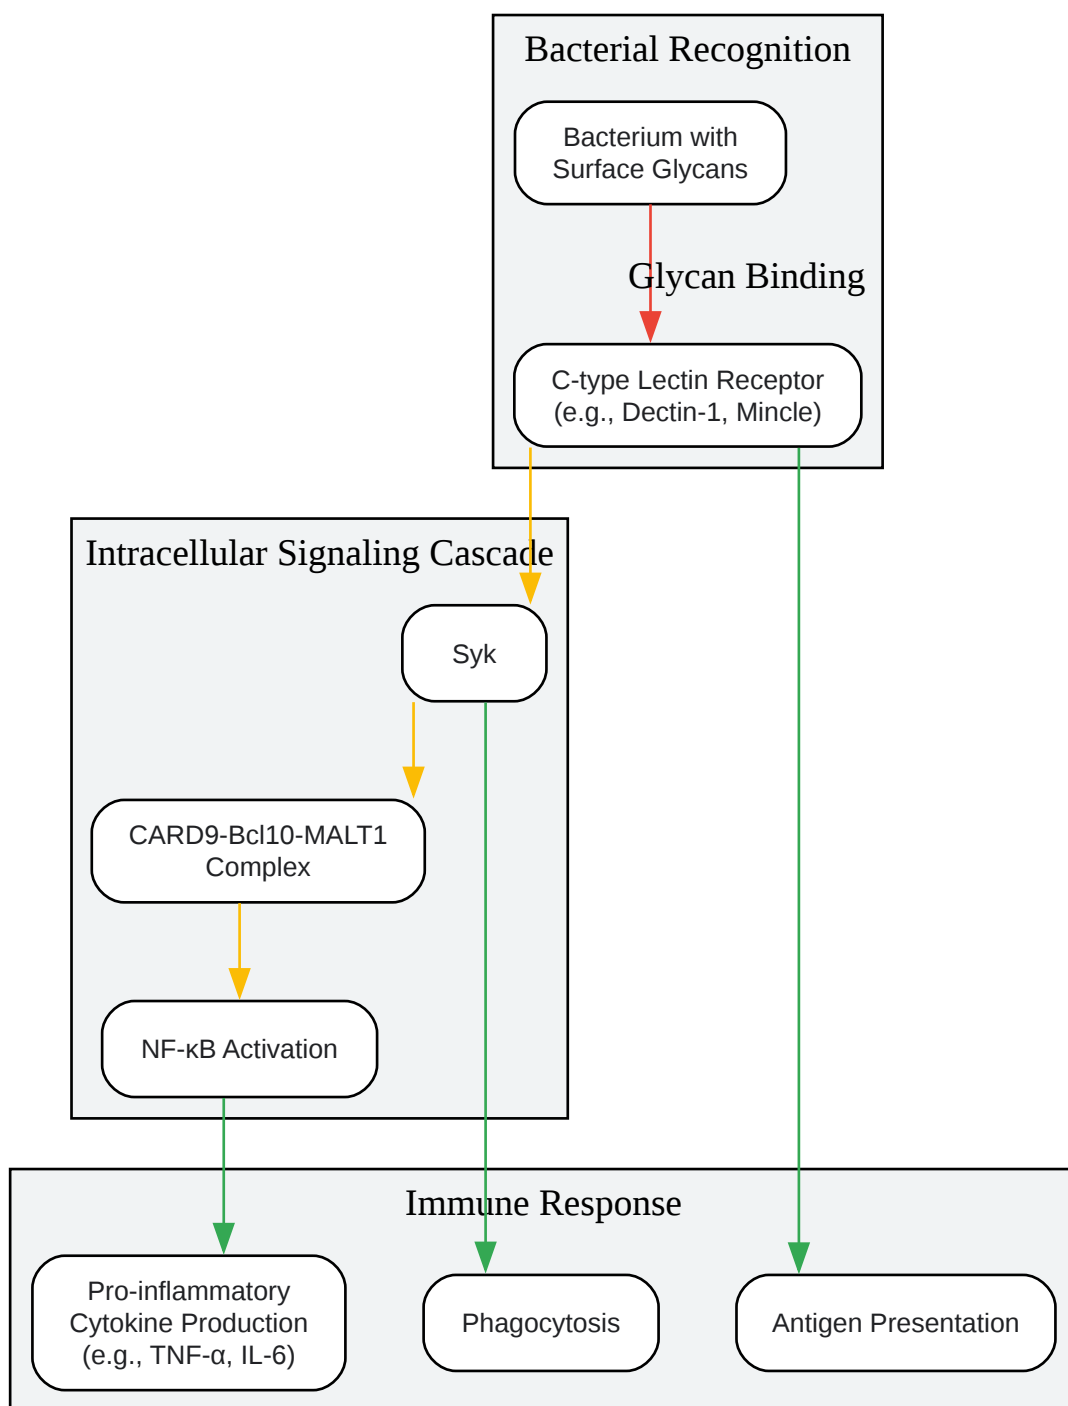 Bacterial Recognition
Bacterium with
Surface Glycans
Glycan Binding
C-type Lectin Receptor
(e.g., Dectin-1, Mincle)
Intracellular Signaling Cascade
Syk
CARD9-Bcl10-MALT1
Complex
NF-κB Activation
Immune Response
Pro-inflammatory
Cytokine Production
(e.g., TNF-α, IL-6)
Phagocytosis
Antigen Presentation